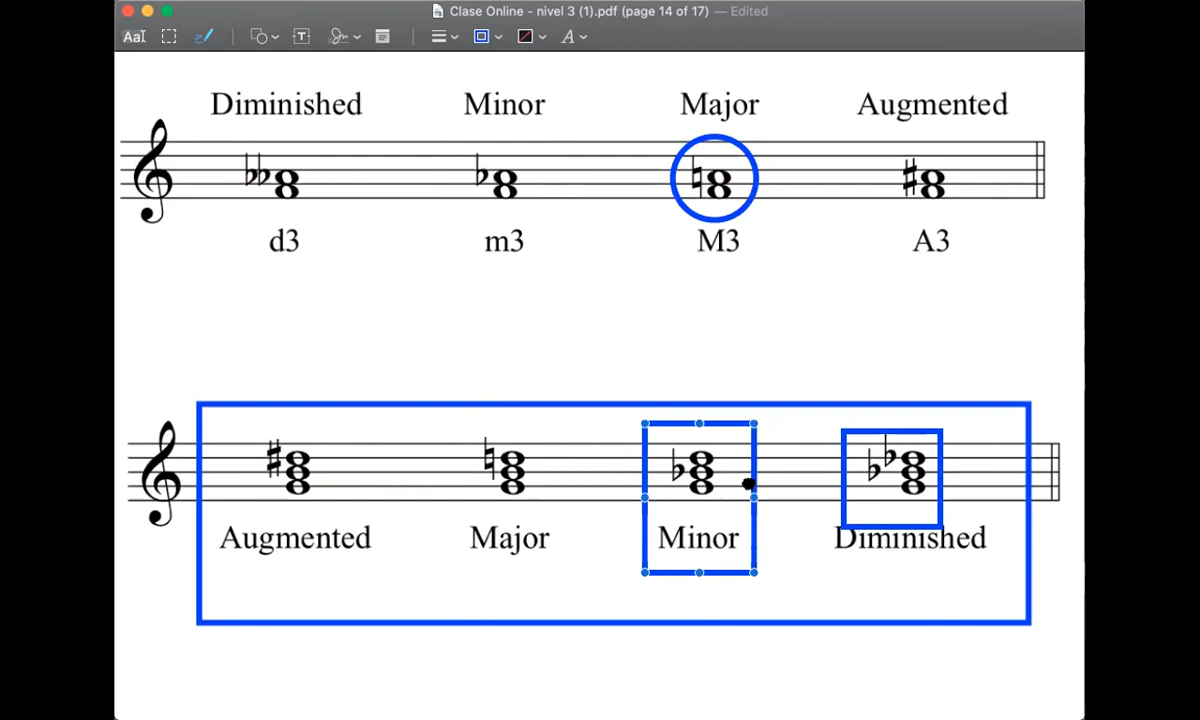 Clase Online - nivel 3 (1).pdf (page 14 of 17) — Edited
AaI T A
Diminished Minor Major Augmented
d3 m3 M3 A3
Augmented Major Minor Diminished